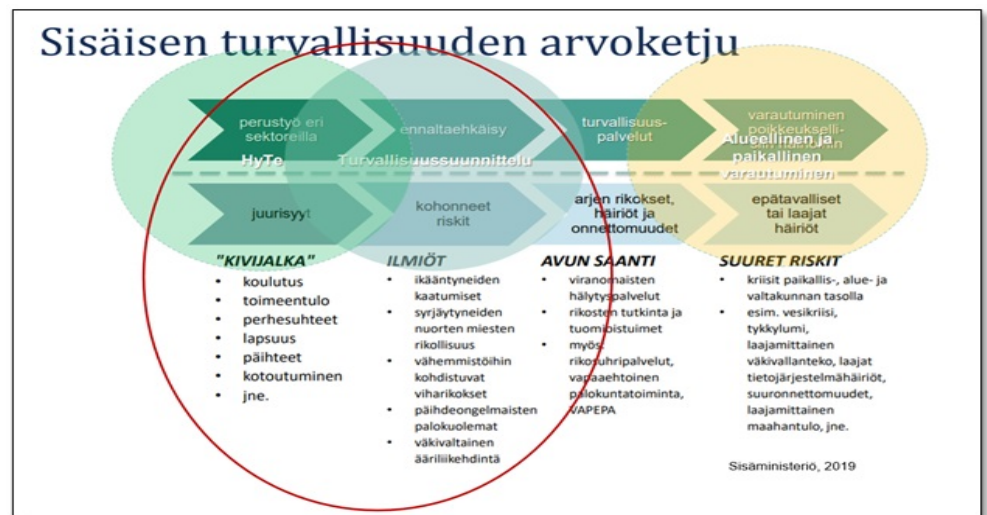 Sisäisen turvallisuuden arvoketju
perustyö eri
sektoreilla
HyTe
ennaltaehkäisy
Turvallisuussuunnittelu
turvallisuus-
palvelut
varautuminen
poikkeukselli-
siin häiriöihin
Alueellinen ja
paikallinen
varautuminen
juurisyyt
kohonneet
riskit
arjen rikokset,
häiriöt ja
onnettomuudet
epätavalliset
tai laajat
häiriöt
"KIVIJALKA"
• koulutus
• toimeentulo
• perhesuhteet
• lapsuus
• päihteet
• kotoutuminen
• jne.
ILMIÖT
• ikääntyneiden
kaatumiset
• syrjäytyneiden
nuorten miesten
rikollisuus
• vähemmistöihin
kohdistuvat
viharikokset
• päihdeongelmaisten
palokuolemat
• väkivaltainen
ääriliikehdintä
AVUN SAANTI
• viranomaisten
hälytyspalvelut
• rikosten tutkinta ja
tuomioistuimet
• myös:
rikosuhripalvelut,
vapaaehtoinen
palokuntatoiminta,
VAPEPA
SUURET RISKIT
• kriisit paikallis-, alue- ja
valtakunnan tasolla
• esim. vesikriisi,
tykkylumi,
laajamittainen
väkivallanteko, laajat
tietojärjestelmähäiriöt,
suuronnettomuudet,
laajamittainen
maahantulo, jne.
Sisäministeriö, 2019